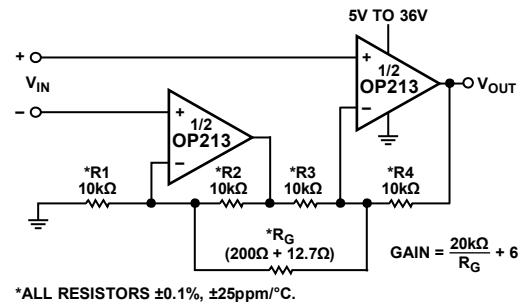 5V TO 36V
+
V_IN
–
+
1/2
OP213
–
V_OUT
+
1/2
OP213
–
*R1
10kΩ
*R2
10kΩ
*R3
10kΩ
*R4
10kΩ
*R_G
(200Ω + 12.7Ω)
GAIN = 20kΩ / R_G + 6
*ALL RESISTORS ±0.1%, ±25ppm/°C.